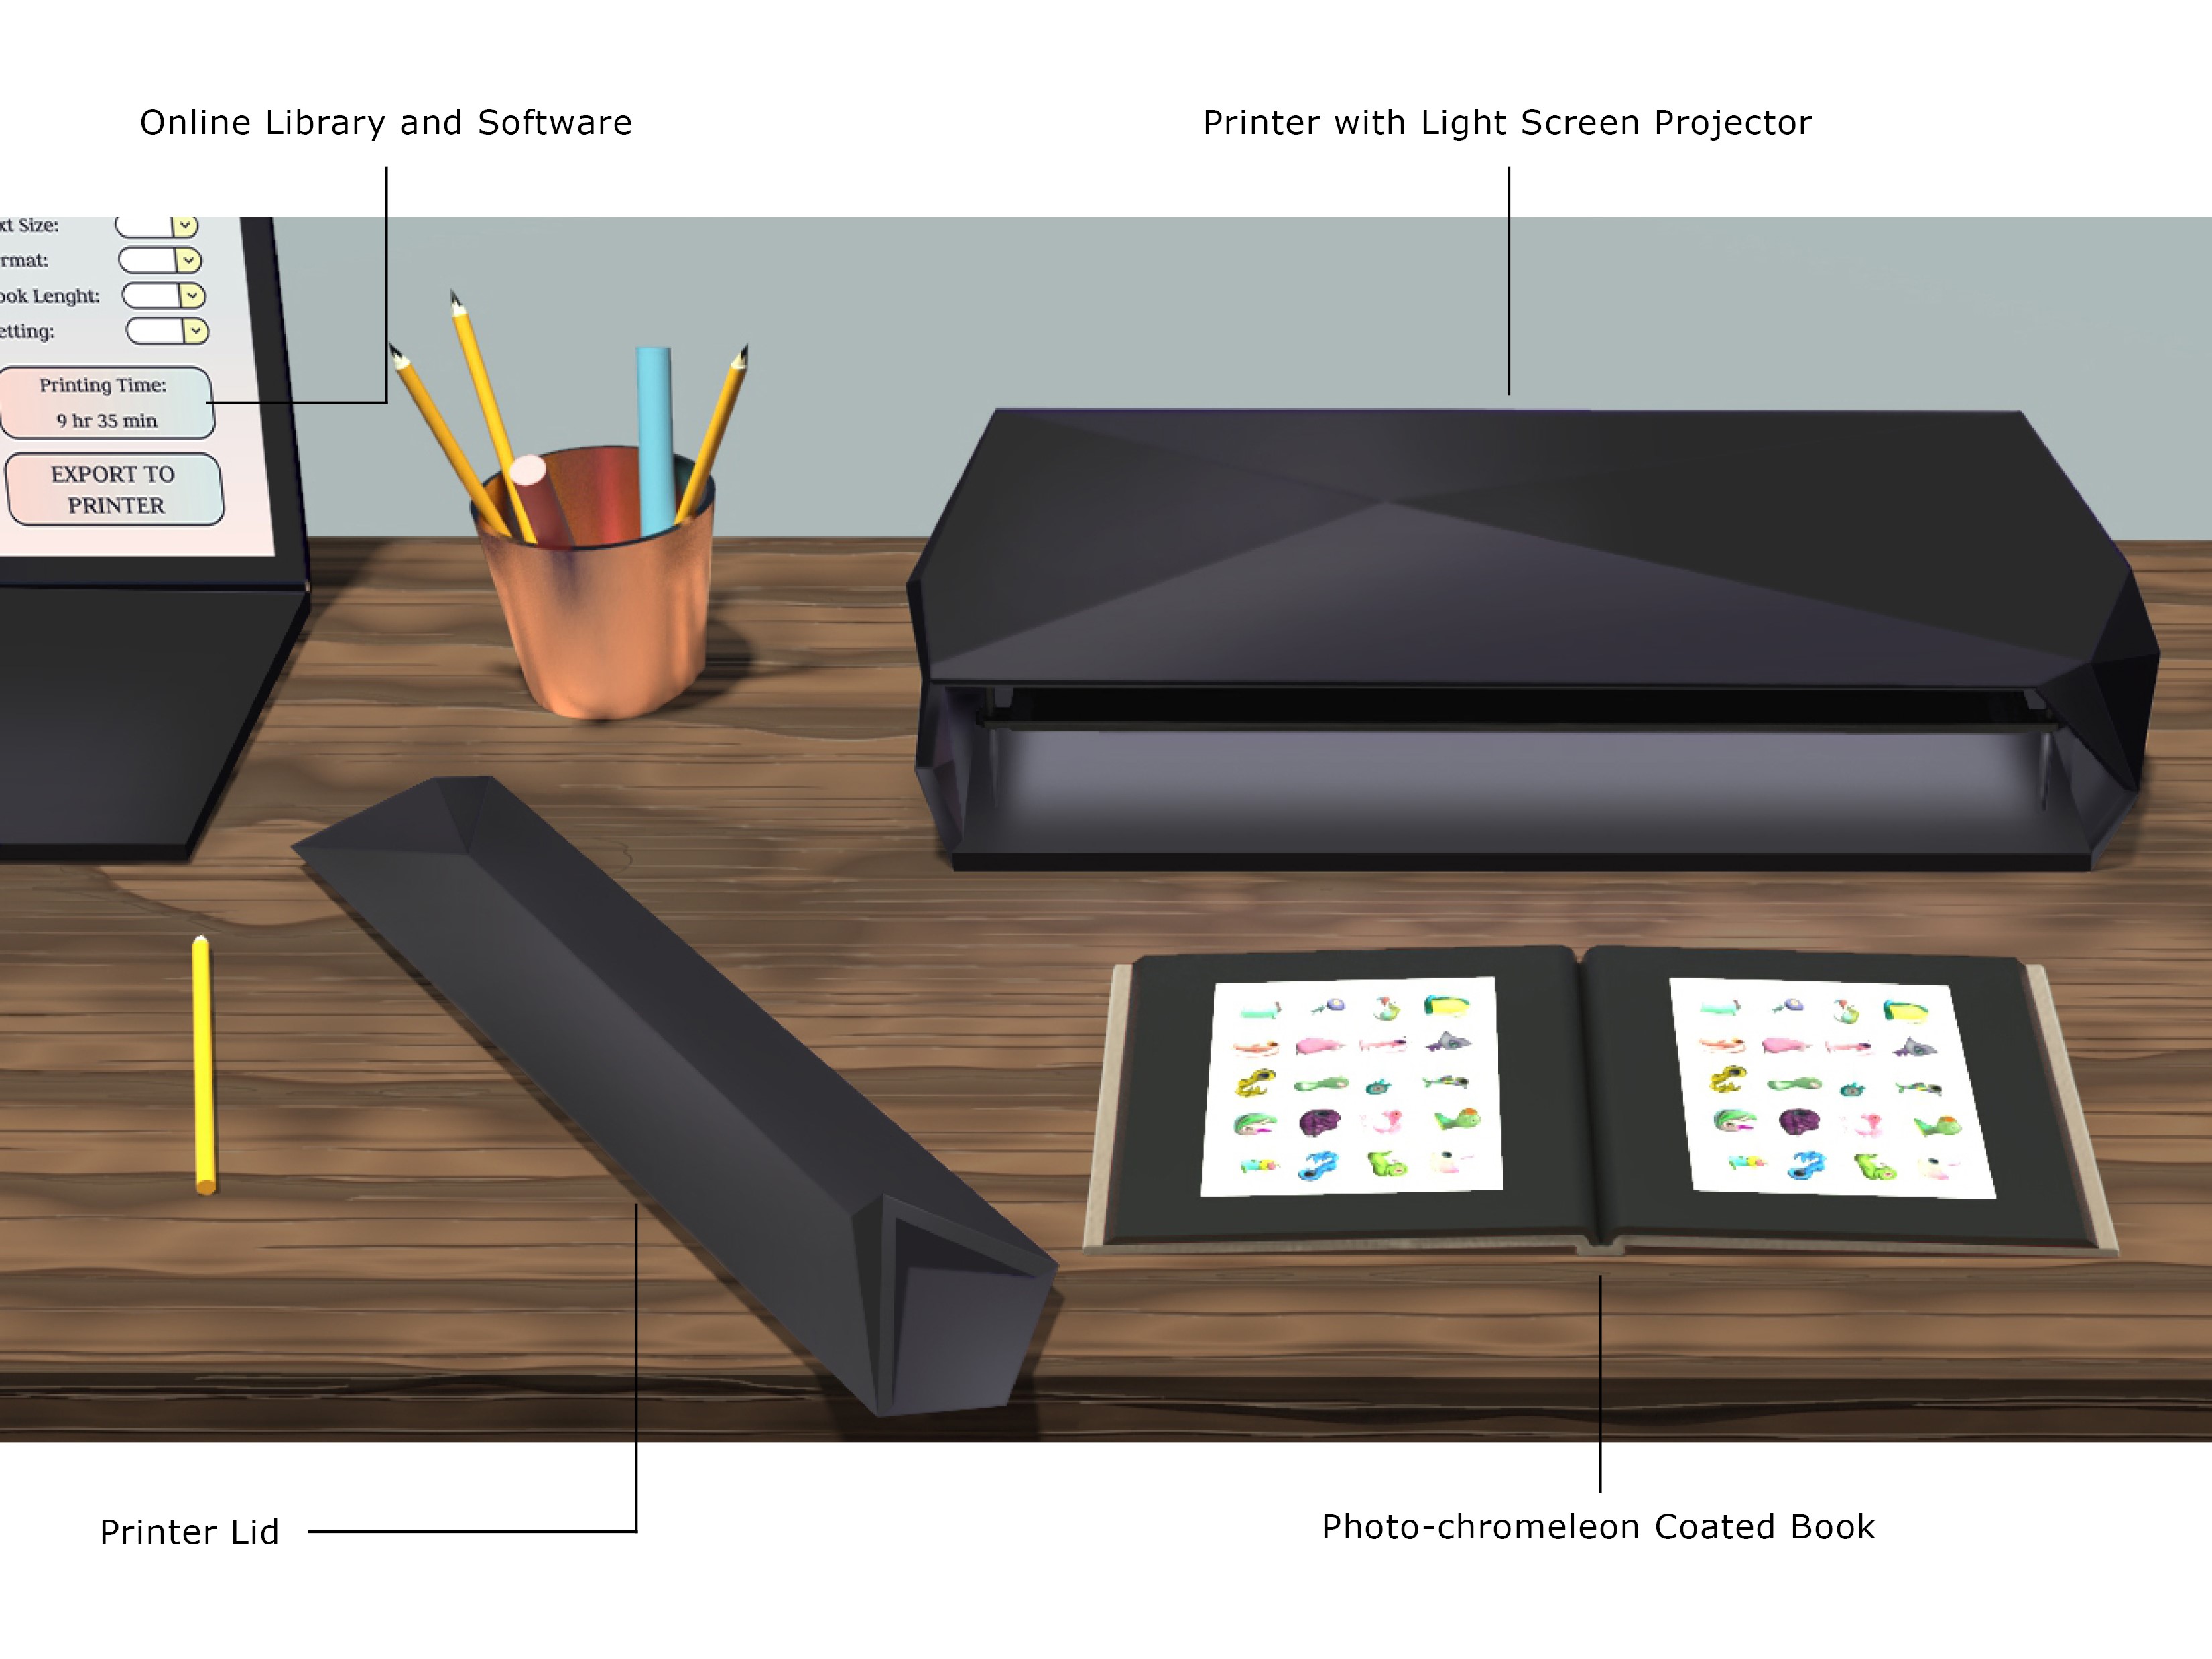 Online Library and Software
Printer with Light Screen Projector
xt Size:
rmat:
ook Lenght:
etting:
Printing Time:
9 hr 35 min
EXPORT TO
PRINTER
Printer Lid
Photo-chromeleon Coated Book